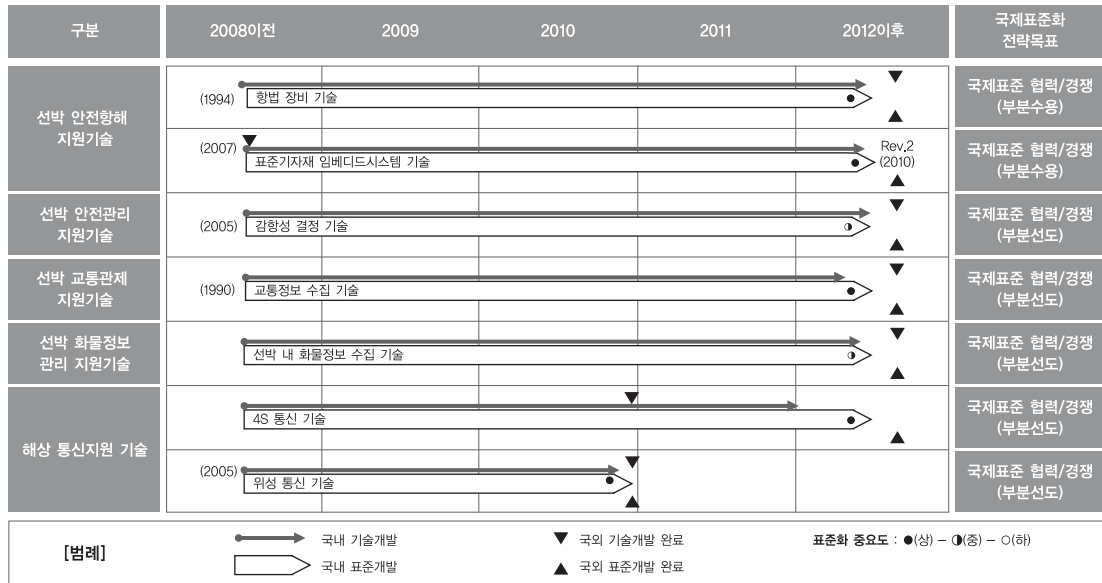 구분
2008이전
2009
2010
2011
2012이후
국제표준화
전략목표
선박 안전항해
지원기술
(1994)
항법 장비 기술
국제표준 협력/경쟁
(부분수용)
(2007)
표준기자재 임베디드시스템 기술
Rev.2
(2010)
국제표준 협력/경쟁
(부분수용)
선박 안전관리
지원기술
(2005)
감항성 결정 기술
국제표준 협력/경쟁
(부분선도)
선박 교통관제
지원기술
(1990)
교통정보 수집 기술
국제표준 협력/경쟁
(부분선도)
선박 화물정보
관리 지원기술
선박 내 화물정보 수집 기술
국제표준 협력/경쟁
(부분선도)
해상 통신지원 기술
4S 통신 기술
국제표준 협력/경쟁
(부분선도)
(2005)
위성 통신 기술
국제표준 협력/경쟁
(부분선도)
[범례]
국내 기술개발
▼ 국외 기술개발 완료
표준화 중요도 : ●(상) – ◑(중) – ○(하)
국내 표준개발
▲ 국외 표준개발 완료